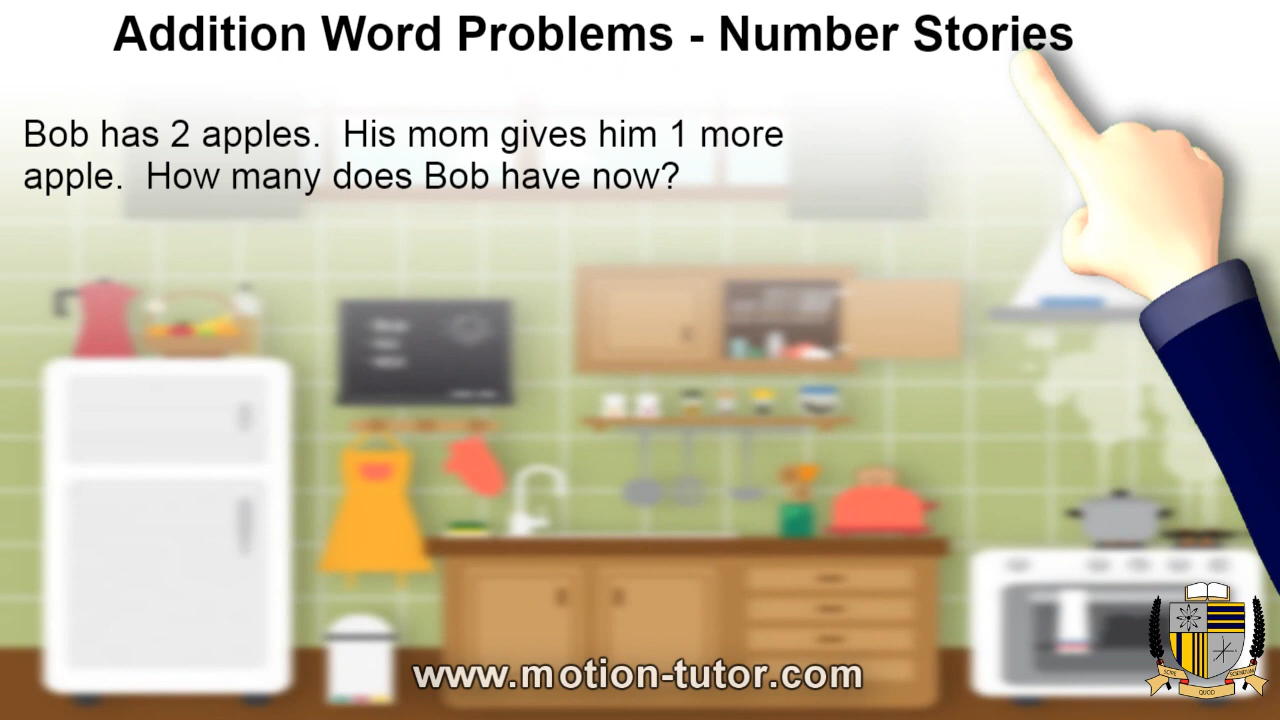 Addition Word Problems - Number Stories
Bob has 2 apples.  His mom gives him 1 more
apple.  How many does Bob have now?
www.motion-tutor.com
QUOD